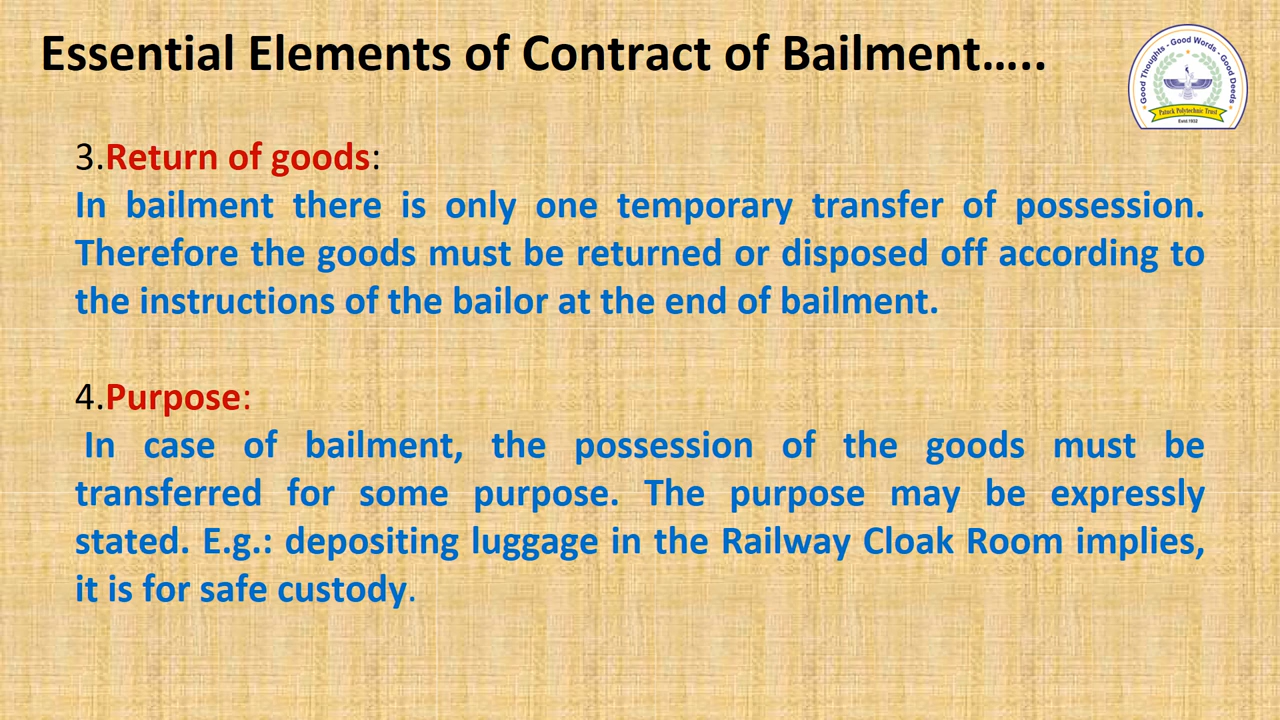 Essential Elements of Contract of Bailment…..
Good Thoughts - Good Words - Good Deeds
Patuck Polytechnic Trust
Estd.1932
3.Return of goods:
In bailment there is only one temporary transfer of possession.
Therefore the goods must be returned or disposed off according to
the instructions of the bailor at the end of bailment.
4.Purpose:
In case of bailment, the possession of the goods must be
transferred for some purpose. The purpose may be expressly
stated. E.g.: depositing luggage in the Railway Cloak Room implies,
it is for safe custody.